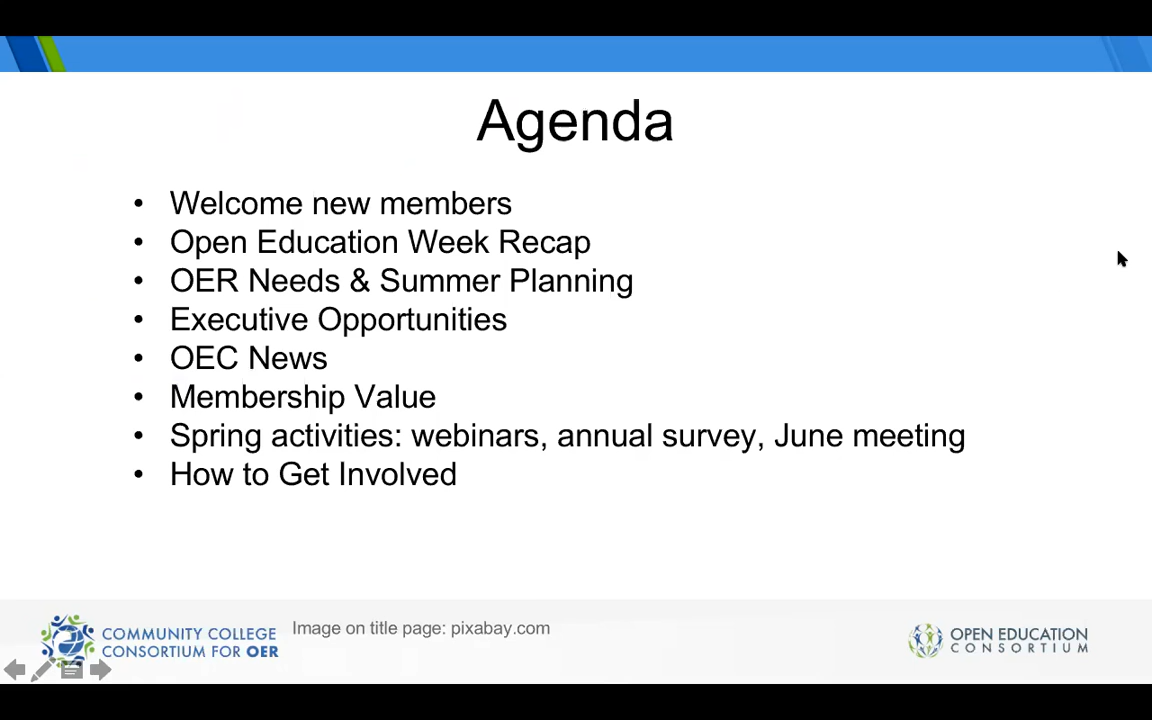 Agenda
• Welcome new members
• Open Education Week Recap
• OER Needs & Summer Planning
• Executive Opportunities
• OEC News
• Membership Value
• Spring activities: webinars, annual survey, June meeting
• How to Get Involved
COMMUNITY COLLEGE
CONSORTIUM FOR OER
Image on title page: pixabay.com
OPEN EDUCATION
CONSORTIUM